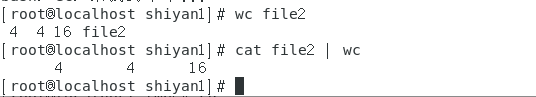 [root@localhost shiyan1]# wc file2
 4  4 16 file2
[root@localhost shiyan1]# cat file2 | wc
      4       4      16
[root@localhost shiyan1]#